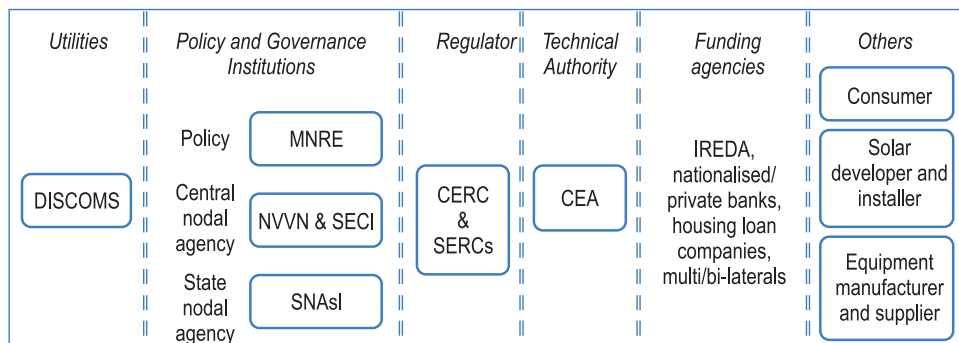 Utilities
DISCOMS
Policy and Governance
Institutions
Policy
MNRE
Central
nodal
agency
NVVN & SECI
State
nodal
agency
SNAsI
Regulator
CERC
&
SERCs
Technical
Authority
CEA
Funding
agencies
IREDA,
nationalised/
private banks,
housing loan
companies,
multi/bi-laterals
Others
Consumer
Solar
developer and
installer
Equipment
manufacturer
and supplier